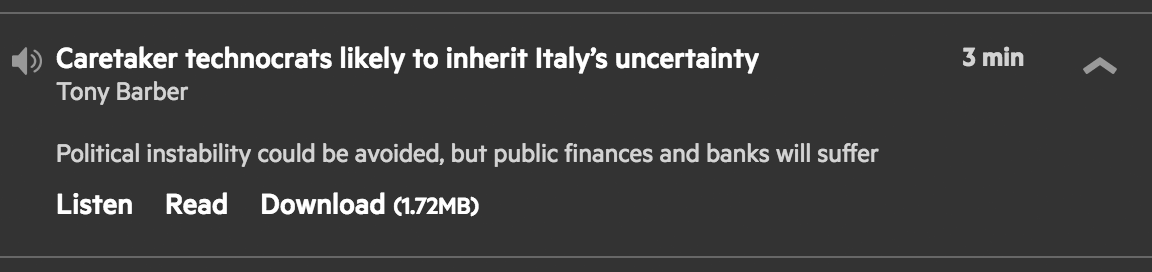 Caretaker technocrats likely to inherit Italy’s uncertainty 3 min
Tony Barber
Political instability could be avoided, but public finances and banks will suffer
Listen Read Download (1.72MB)